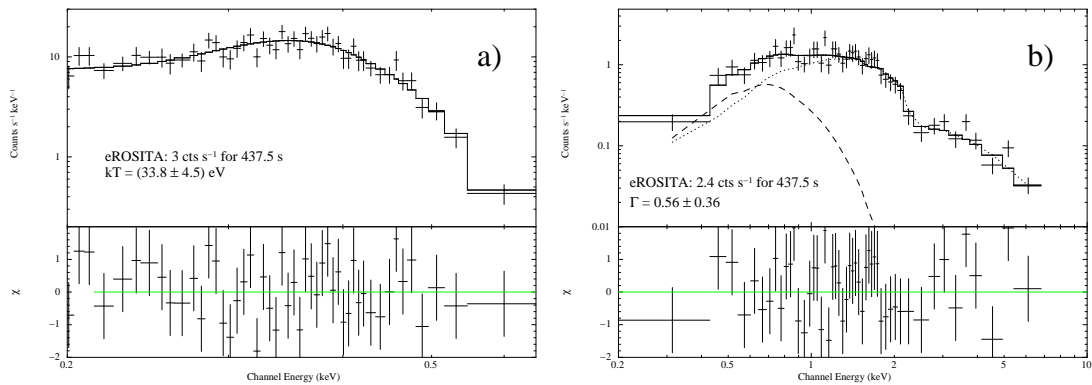 a)
10
1
Counts s⁻¹ keV⁻¹
eROSITA: 3 cts s⁻¹ for 437.5 s
kT = (33.8 ± 4.5) eV
1
0
−1
−2
χ
0.2
0.5
Channel Energy (keV)
b)
1
0.1
0.01
Counts s⁻¹ keV⁻¹
eROSITA: 2.4 cts s⁻¹ for 437.5 s
Γ = 0.56 ± 0.36
1
0
−1
−2
χ
0.2
0.5
1
2
5
10
Channel Energy (keV)